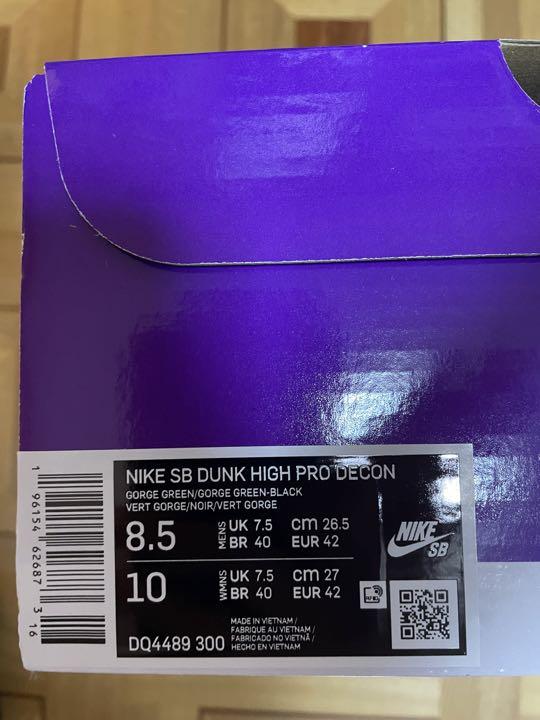 NIKE SB DUNK HIGH PRO DECON
GORGE GREEN/GORGE GREEN-BLACK
VERT GORGE/NOIR/VERT GORGE
8.5 MENS UK 7.5 cm 26.5
BR 40 EUR 42
10 WMNS UK 7.5 cm 27
BR 40 EUR 42
NIKE
SB
MADE IN VIETNAM /
FABRIQUE AU VIETNAM /
FABRICADO NO VIETNÃ /
HECHO EN VIETNAM
DQ4489 300
1 96154 62687 3 16